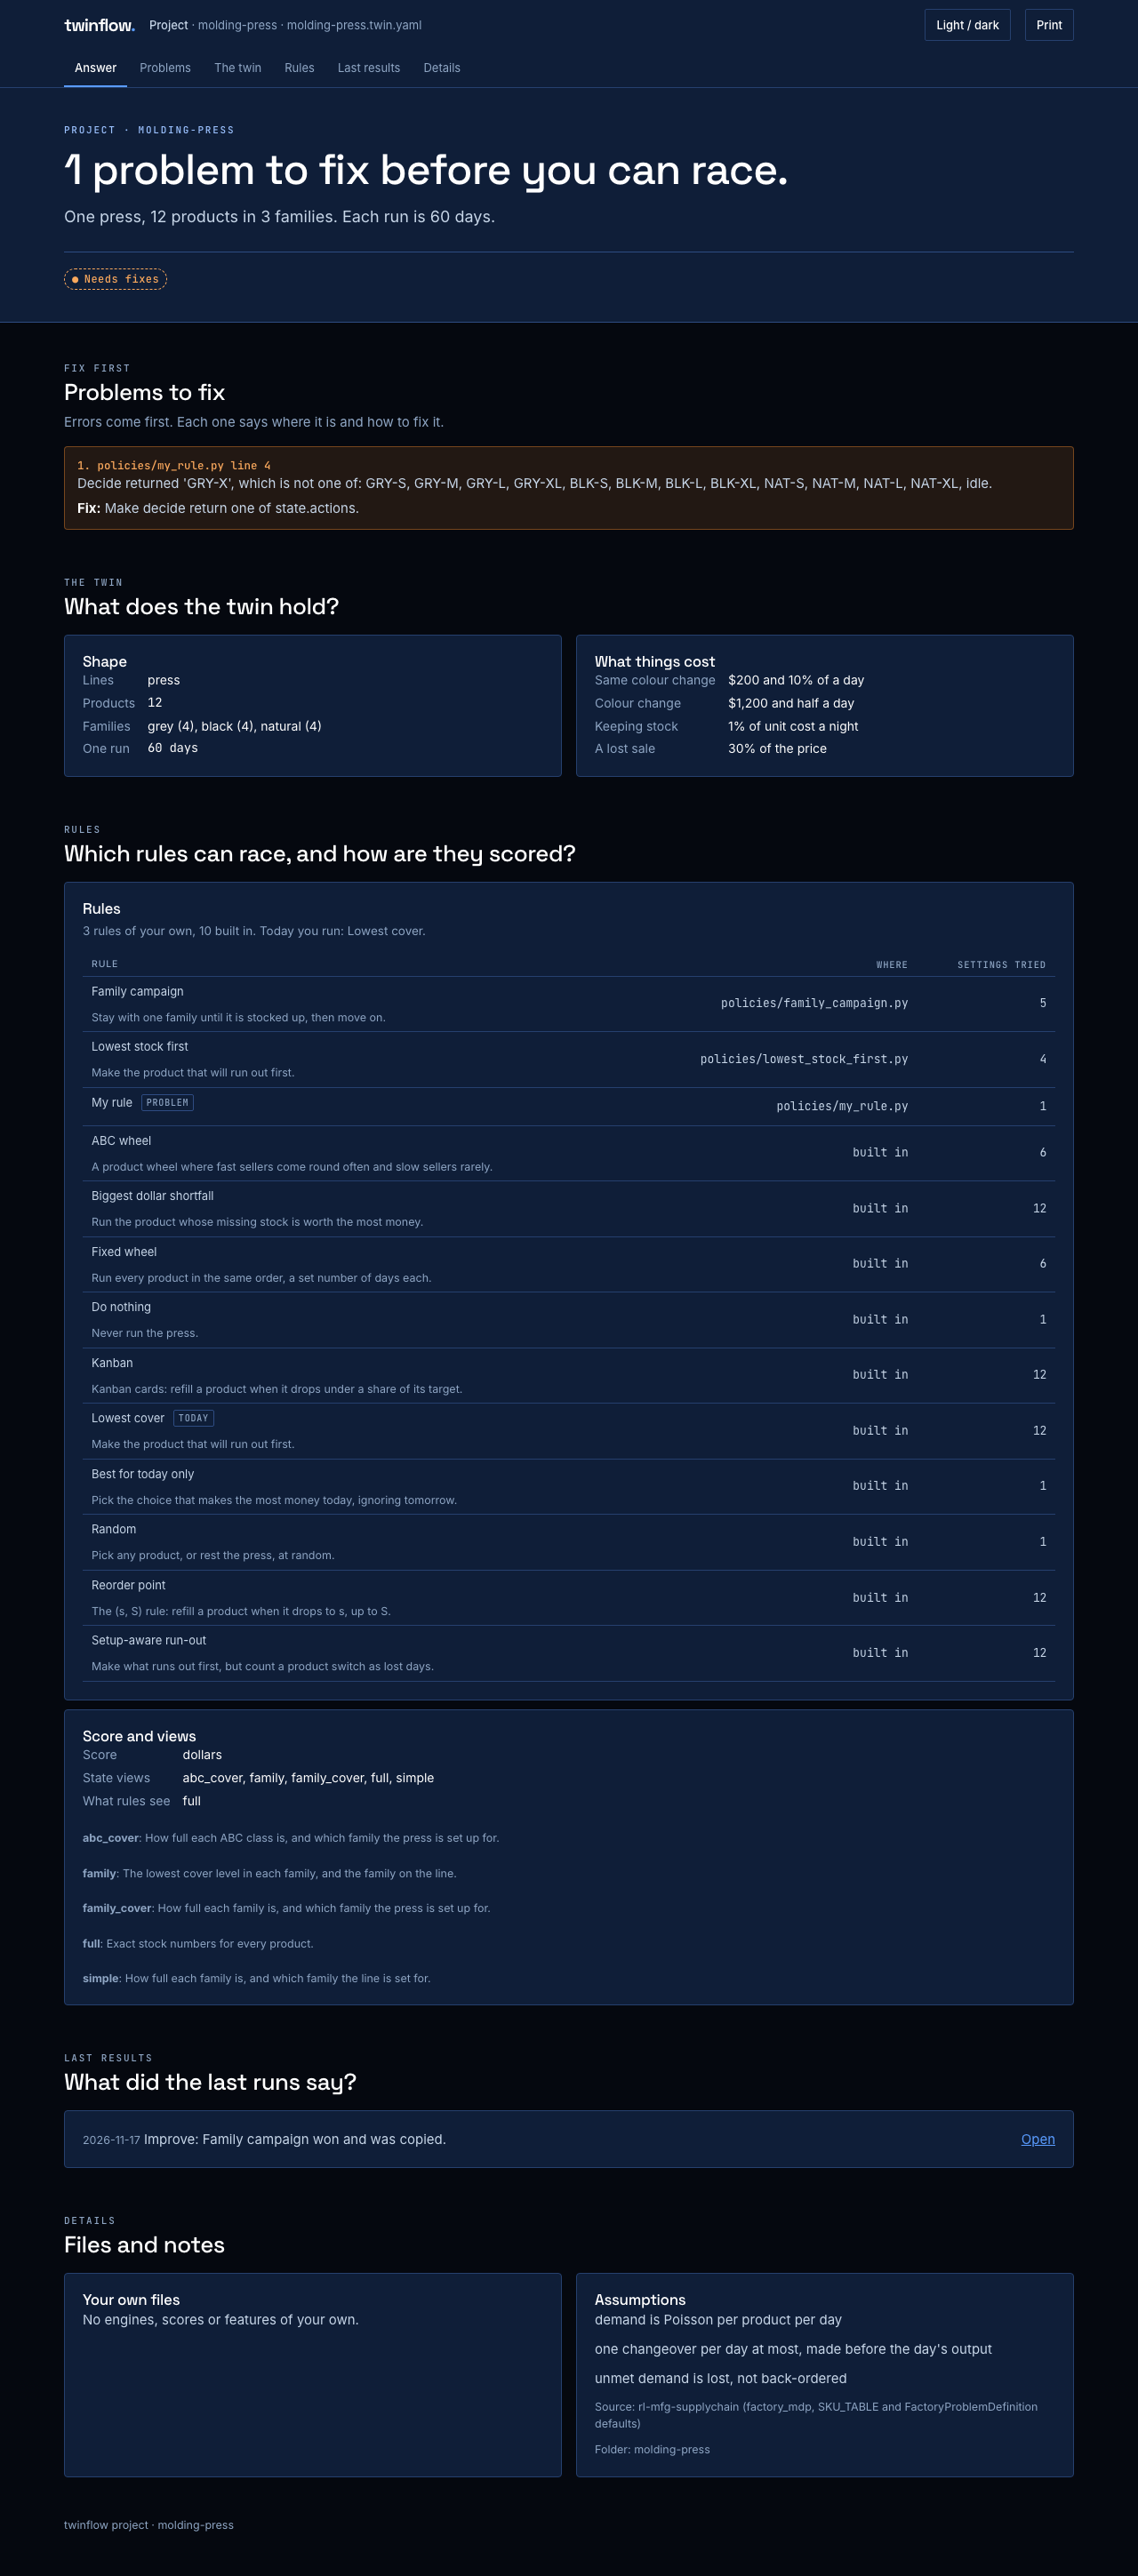 twinflow. Project · molding-press · molding-press.twin.yaml Light / dark Print
Answer Problems The twin Rules Last results Details
PROJECT · MOLDING-PRESS
1 problem to fix before you can race.
One press, 12 products in 3 families. Each run is 60 days.
Needs fixes
FIX FIRST
Problems to fix
Errors come first. Each one says where it is and how to fix it.
1. policies/my_rule.py line 4
Decide returned 'GRY-X', which is not one of: GRY-S, GRY-M, GRY-L, GRY-XL, BLK-S, BLK-M, BLK-L, BLK-XL, NAT-S, NAT-M, NAT-L, NAT-XL, idle.
Fix: Make decide return one of state.actions.
THE TWIN
What does the twin hold?
Shape
Lines press
Products 12
Families grey (4), black (4), natural (4)
One run 60 days
What things cost
Same colour change $200 and 10% of a day
Colour change $1,200 and half a day
Keeping stock 1% of unit cost a night
A lost sale 30% of the price
RULES
Which rules can race, and how are they scored?
Rules
3 rules of your own, 10 built in. Today you run: Lowest cover.
RULE WHERE SETTINGS TRIED
Family campaign
Stay with one family until it is stocked up, then move on.
policies/family_campaign.py 5
Lowest stock first
Make the product that will run out first.
policies/lowest_stock_first.py 4
My rule PROBLEM
policies/my_rule.py 1
ABC wheel
A product wheel where fast sellers come round often and slow sellers rarely.
built in 6
Biggest dollar shortfall
Run the product whose missing stock is worth the most money.
built in 12
Fixed wheel
Run every product in the same order, a set number of days each.
built in 6
Do nothing
Never run the press.
built in 1
Kanban
Kanban cards: refill a product when it drops under a share of its target.
built in 12
Lowest cover TODAY
Make the product that will run out first.
built in 12
Best for today only
Pick the choice that makes the most money today, ignoring tomorrow.
built in 1
Random
Pick any product, or rest the press, at random.
built in 1
Reorder point
The (s, S) rule: refill a product when it drops to s, up to S.
built in 12
Setup-aware run-out
Make what runs out first, but count a product switch as lost days.
built in 12
Score and views
Score dollars
State views abc_cover, family, family_cover, full, simple
What rules see full
abc_cover: How full each ABC class is, and which family the press is set up for.
family: The lowest cover level in each family, and the family on the line.
family_cover: How full each family is, and which family the press is set up for.
full: Exact stock numbers for every product.
simple: How full each family is, and which family the line is set for.
LAST RESULTS
What did the last runs say?
2026-11-17 Improve: Family campaign won and was copied. Open
DETAILS
Files and notes
Your own files
No engines, scores or features of your own.
Assumptions
demand is Poisson per product per day
one changeover per day at most, made before the day's output
unmet demand is lost, not back-ordered
Source: rl-mfg-supplychain (factory_mdp, SKU_TABLE and FactoryProblemDefinition
defaults)
Folder: molding-press
twinflow project · molding-press